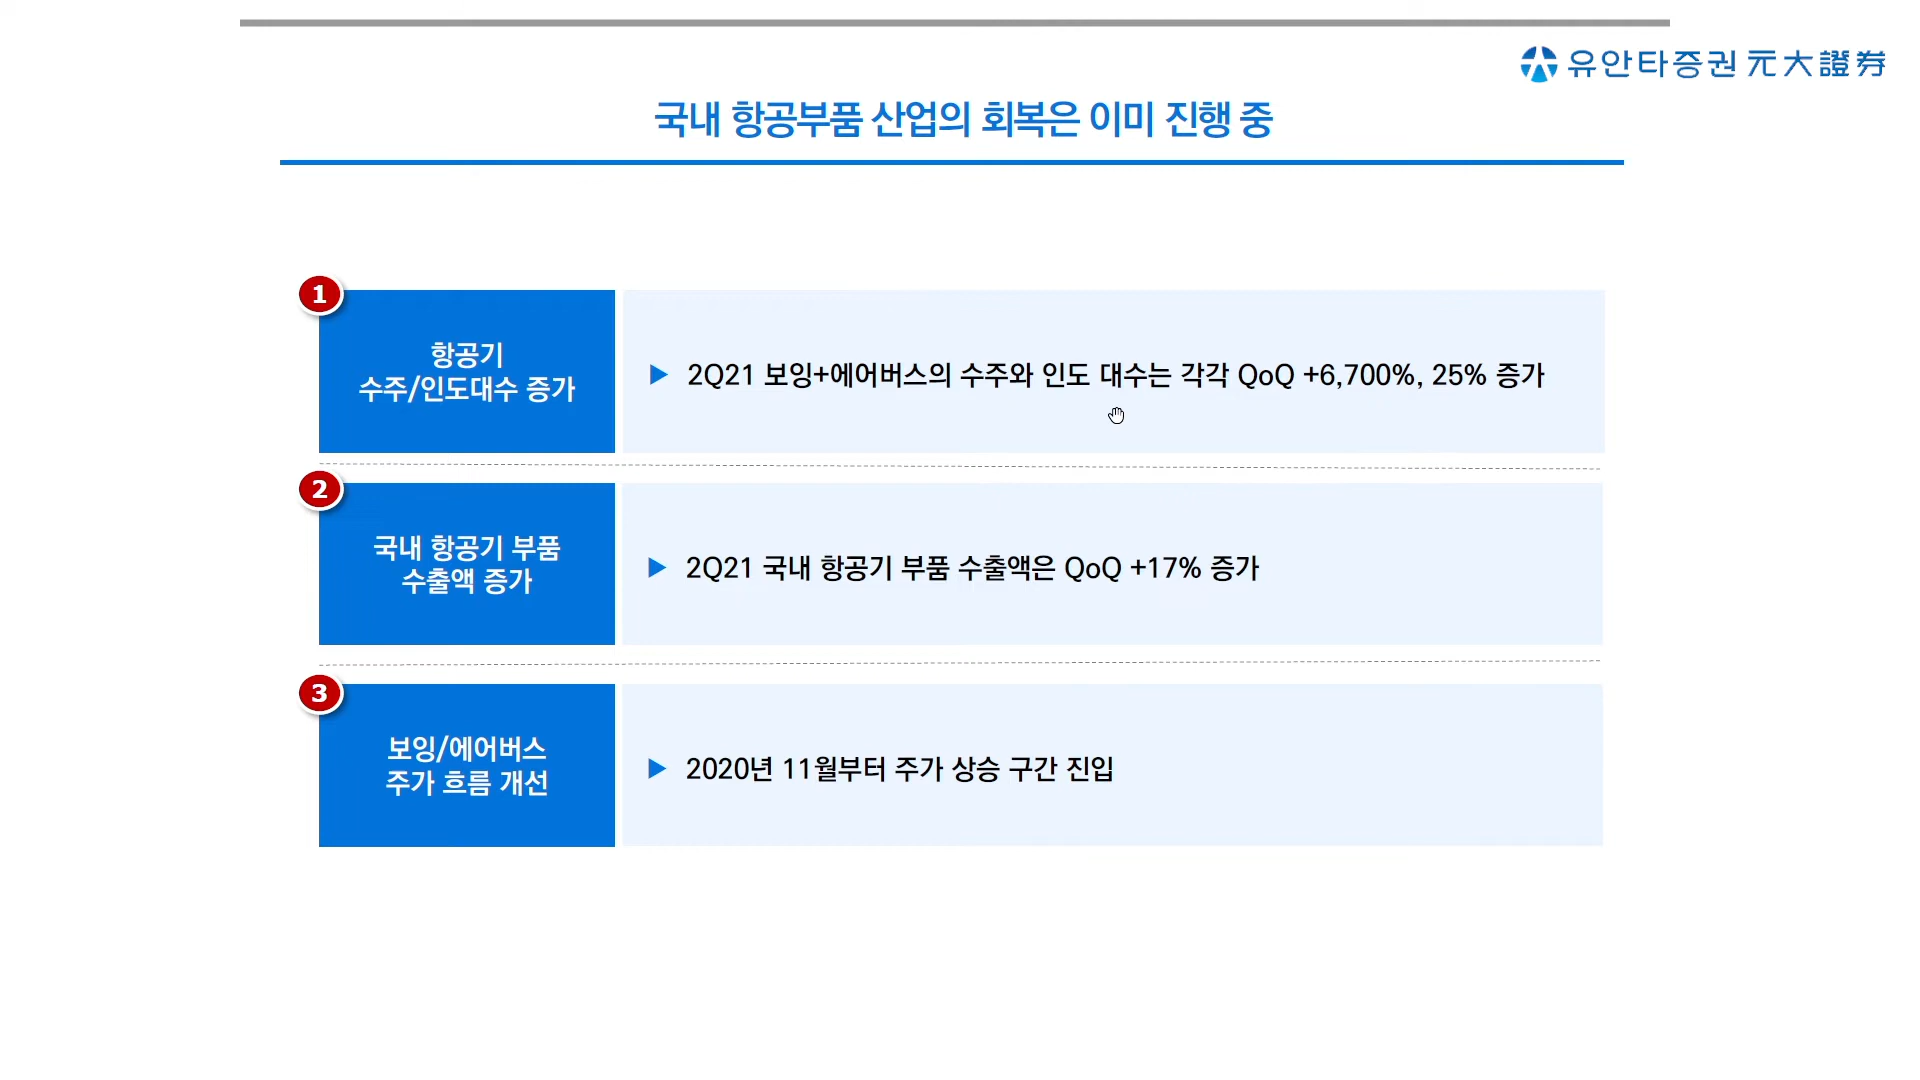 유안타증권 元大證券
국내 항공부품 산업의 회복은 이미 진행 중
1
항공기
수주/인도대수 증가
▶ 2Q21 보잉+에어버스의 수주와 인도 대수는 각각 QoQ +6,700%, 25% 증가
2
국내 항공기 부품
수출액 증가
▶ 2Q21 국내 항공기 부품 수출액은 QoQ +17% 증가
3
보잉/에어버스
주가 흐름 개선
▶ 2020년 11월부터 주가 상승 구간 진입